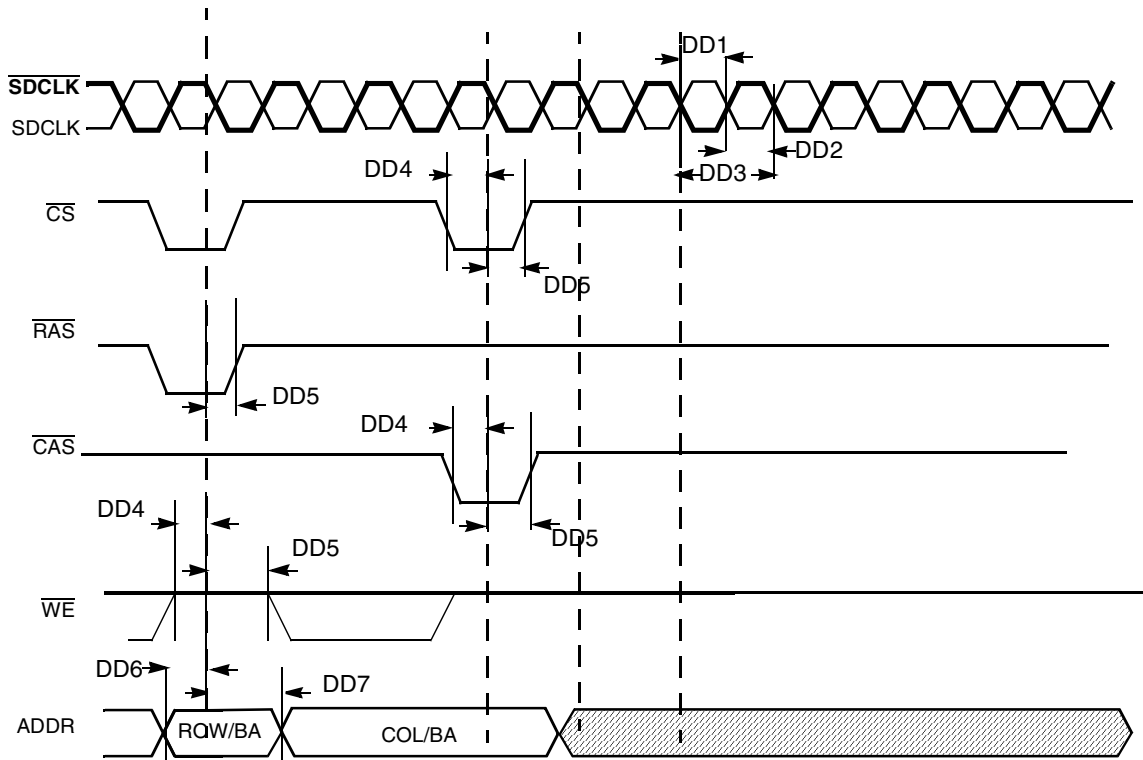 DD1
SDCLK
SDCLK
DD2
DD4
DD3
CS
DD5
RAS
DD5
DD4
CAS
DD4
DD5
DD5
WE
DD6
DD7
ADDR
ROW/BA
COL/BA